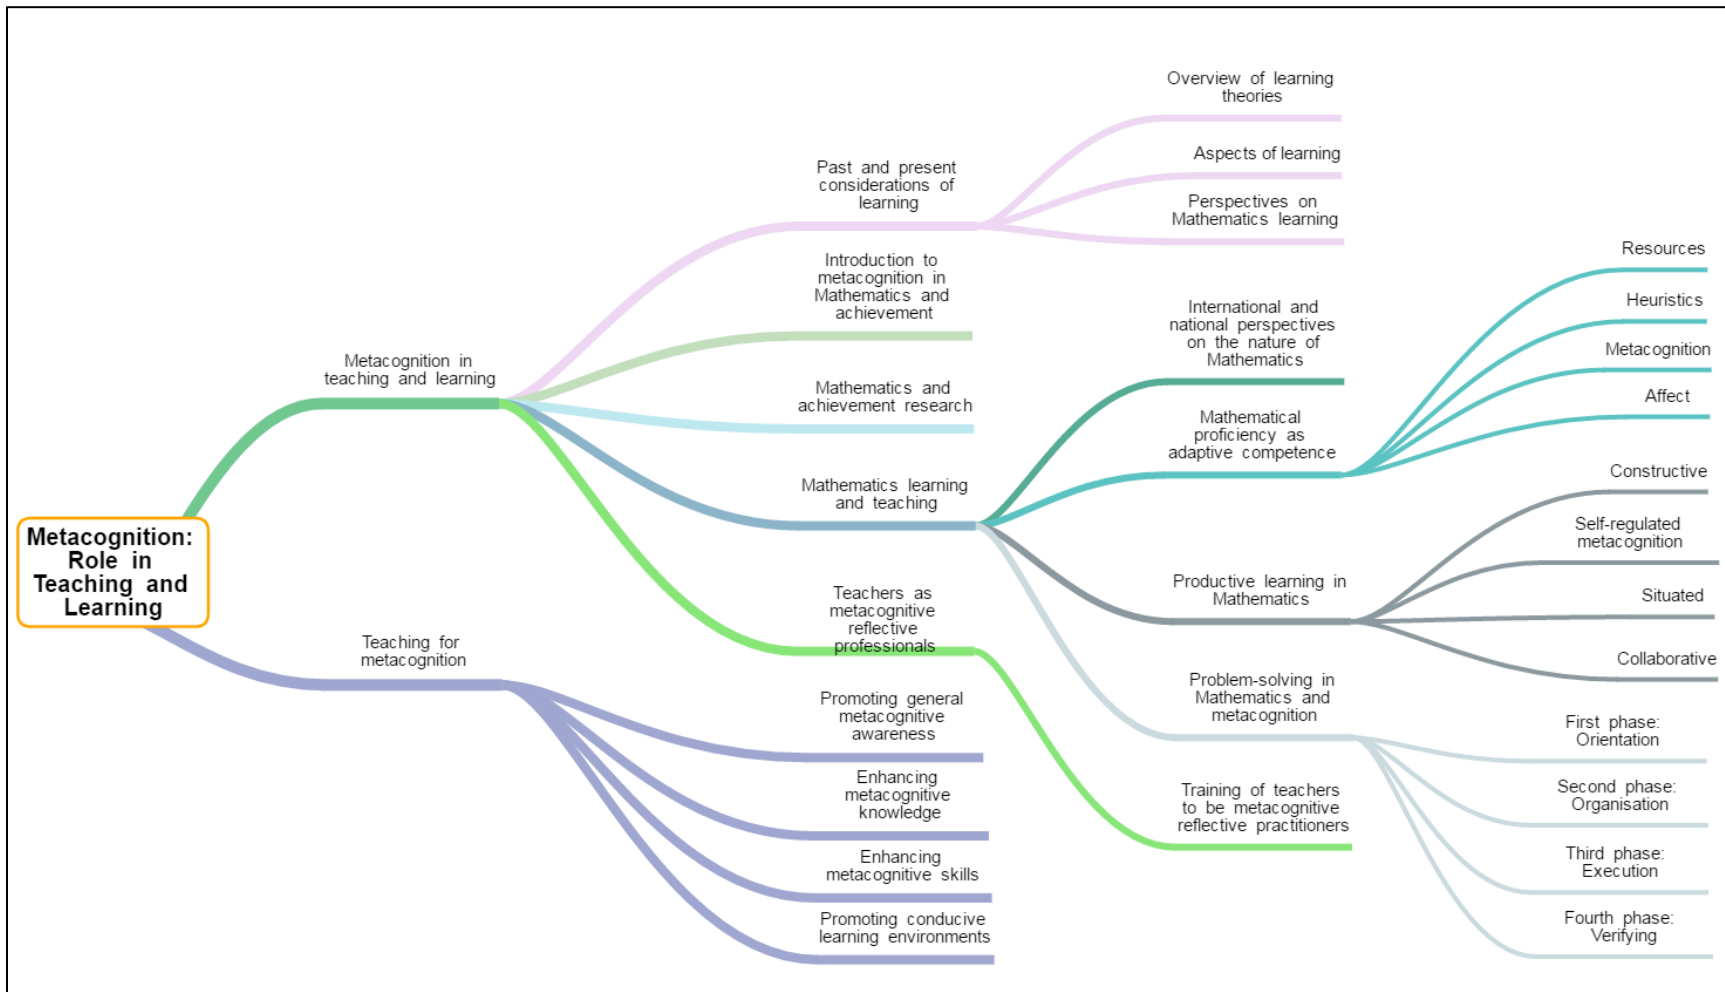 Metacognition:
Role in
Teaching and
Learning
Metacognition in
teaching and learning
Past and present
considerations of
learning
Overview of learning
theories
Aspects of learning
Perspectives on
Mathematics learning
Introduction to
metacognition in
Mathematics and
achievement
Mathematics and
achievement research
Mathematics learning
and teaching
International and
national perspectives
on the nature of
Mathematics
Mathematical
proficiency as
adaptive competence
Resources
Heuristics
Metacognition
Affect
Productive learning in
Mathematics
Constructive
Self-regulated
metacognition
Situated
Collaborative
Problem-solving in
Mathematics and
metacognition
First phase:
Orientation
Second phase:
Organisation
Third phase:
Execution
Fourth phase:
Verifying
Teachers as
metacognitive
reflective
professionals
Training of teachers
to be metacognitive
reflective practitioners
Teaching for
metacognition
Promoting general
metacognitive
awareness
Enhancing
metacognitive
knowledge
Enhancing
metacognitive skills
Promoting conducive
learning environments